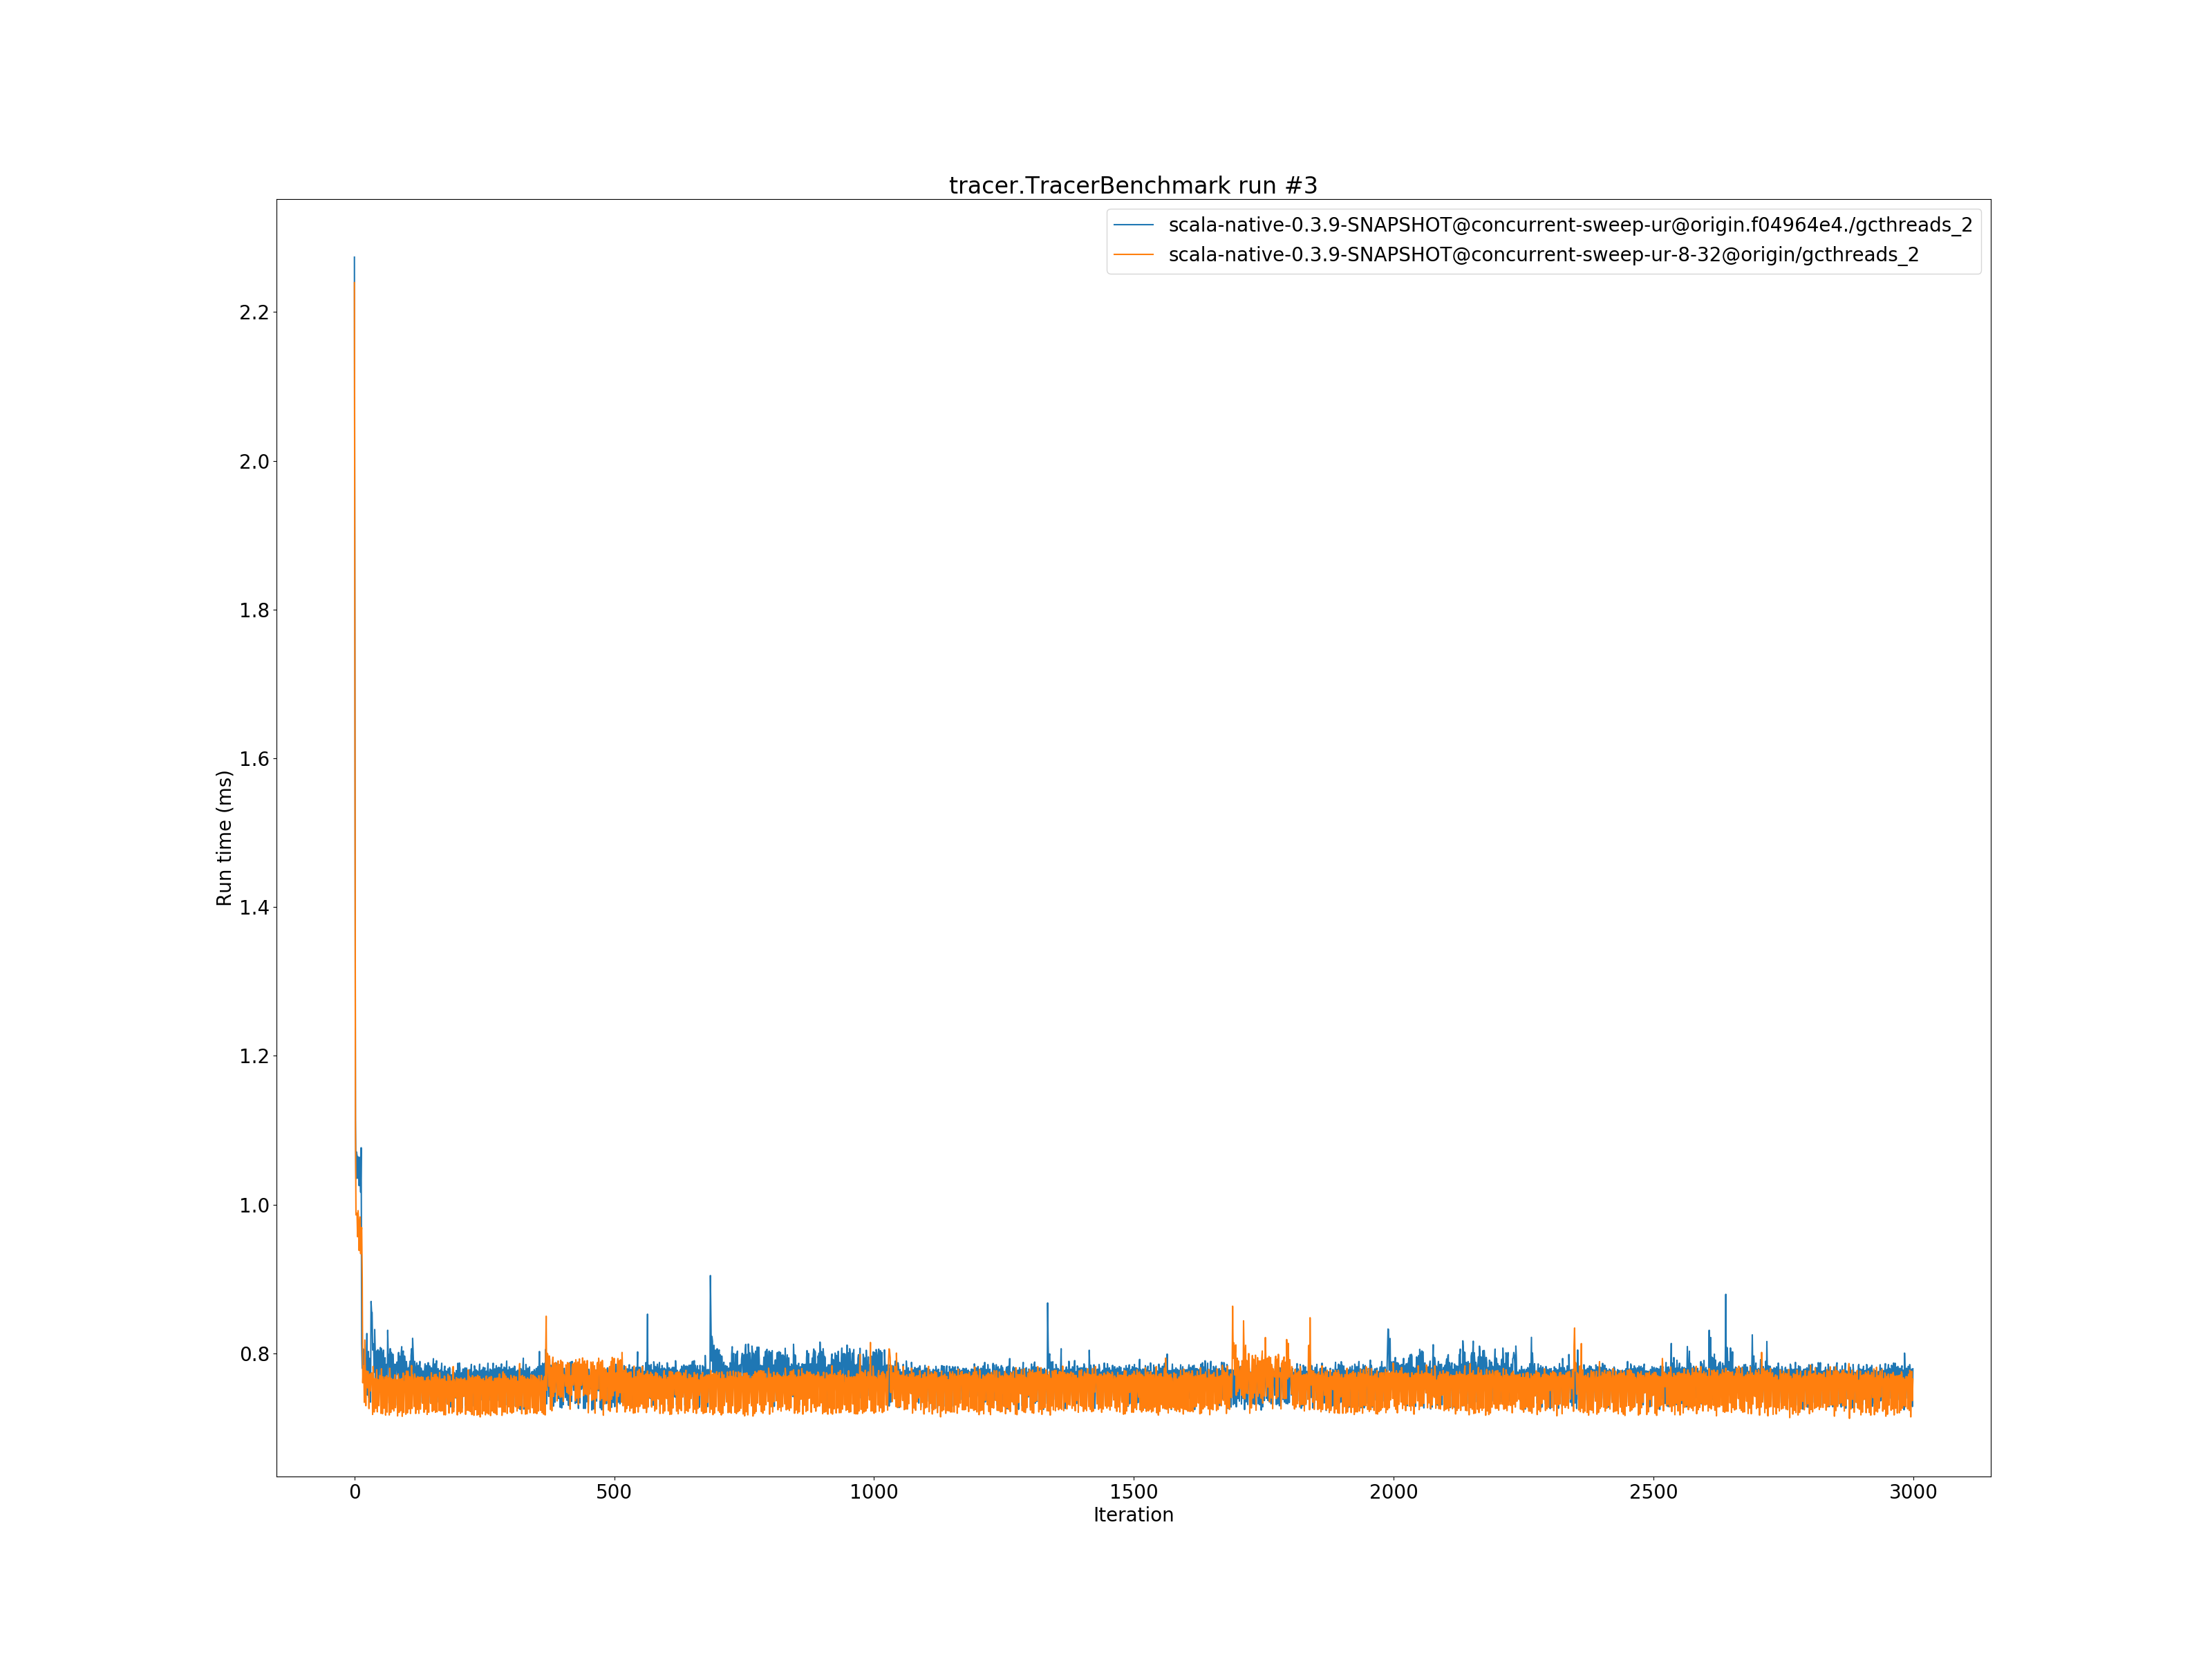 tracer.TracerBenchmark run #3
scala-native-0.3.9-SNAPSHOT@concurrent-sweep-ur@origin.f04964e4./gcthreads_2
scala-native-0.3.9-SNAPSHOT@concurrent-sweep-ur-8-32@origin/gcthreads_2
2.2
2.0
1.8
1.6
1.4
1.2
1.0
0.8
Run time (ms)
0 500 1000 1500 2000 2500 3000
Iteration